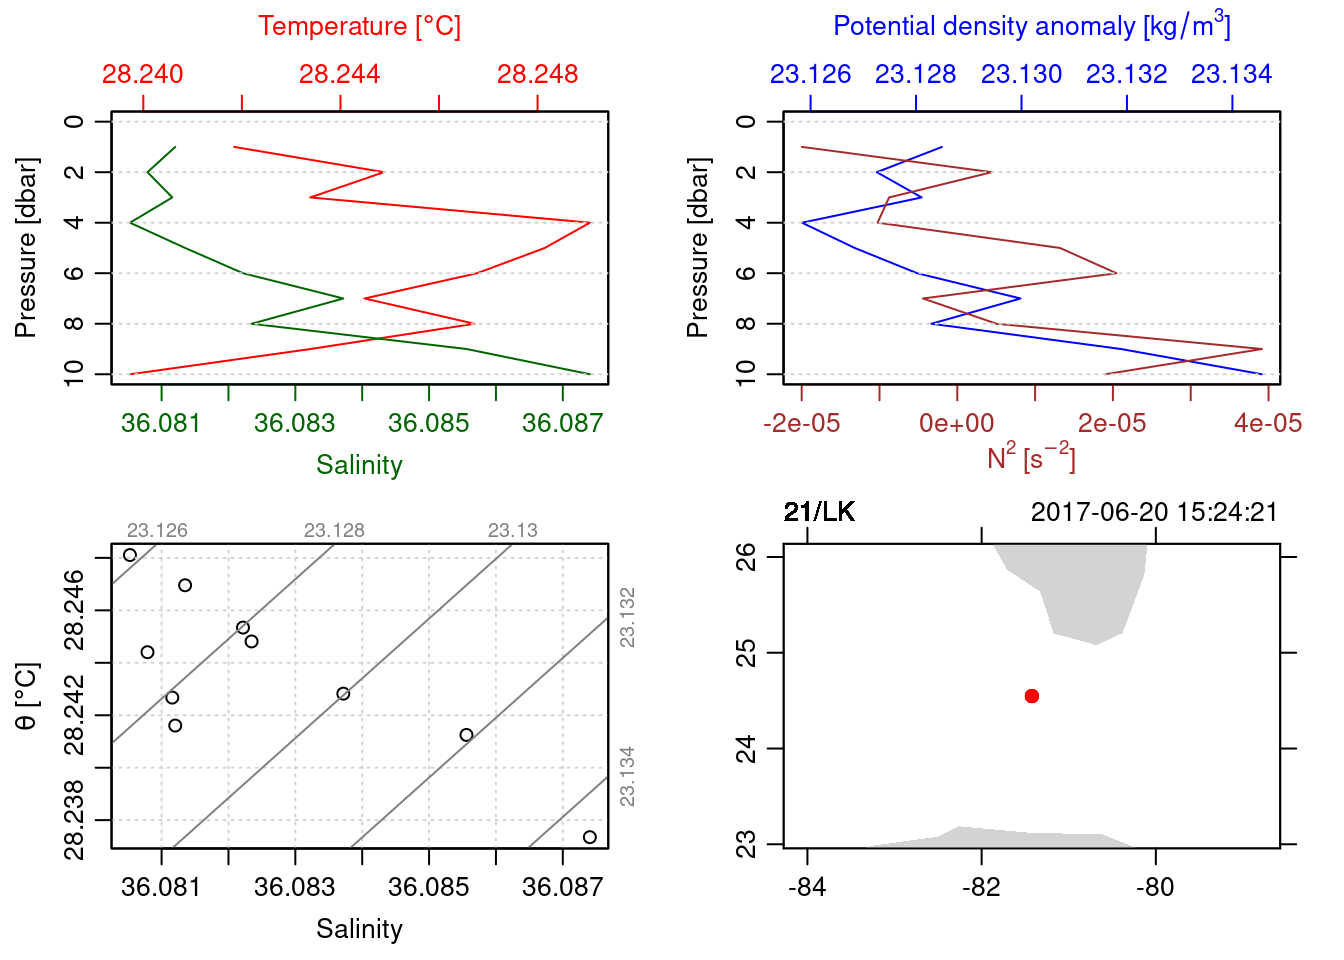 Temperature [°C]
28.240 28.244 28.248
Pressure [dbar]
0 2 4 6 8 10
36.081 36.083 36.085 36.087
Salinity
Potential density anomaly [kg/m³]
23.126 23.128 23.130 23.132 23.134
Pressure [dbar]
0 2 4 6 8 10
-2e-05 0e+00 2e-05 4e-05
N² [s⁻²]
23.126 23.128 23.13
23.132
23.134
θ [°C]
28.246
28.242
28.238
36.081 36.083 36.085 36.087
Salinity
21/LK 2017-06-20 15:24:21
26
25
24
23
-84 -82 -80